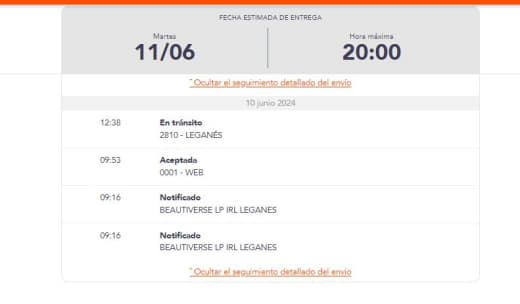 FECHA ESTIMADA DE ENTREGA
Martes
11/06
Hora máxima
20:00
ˆOcultar el seguimiento detallado del envío
10 junio 2024
12:38
En tránsito
2810 - LEGANÉS
09:53
Aceptada
0001 - WEB
09:16
Notificado
BEAUTIVERSE LP IRL LEGANES
09:16
Notificado
BEAUTIVERSE LP IRL LEGANES
ˆOcultar el seguimiento detallado del envío